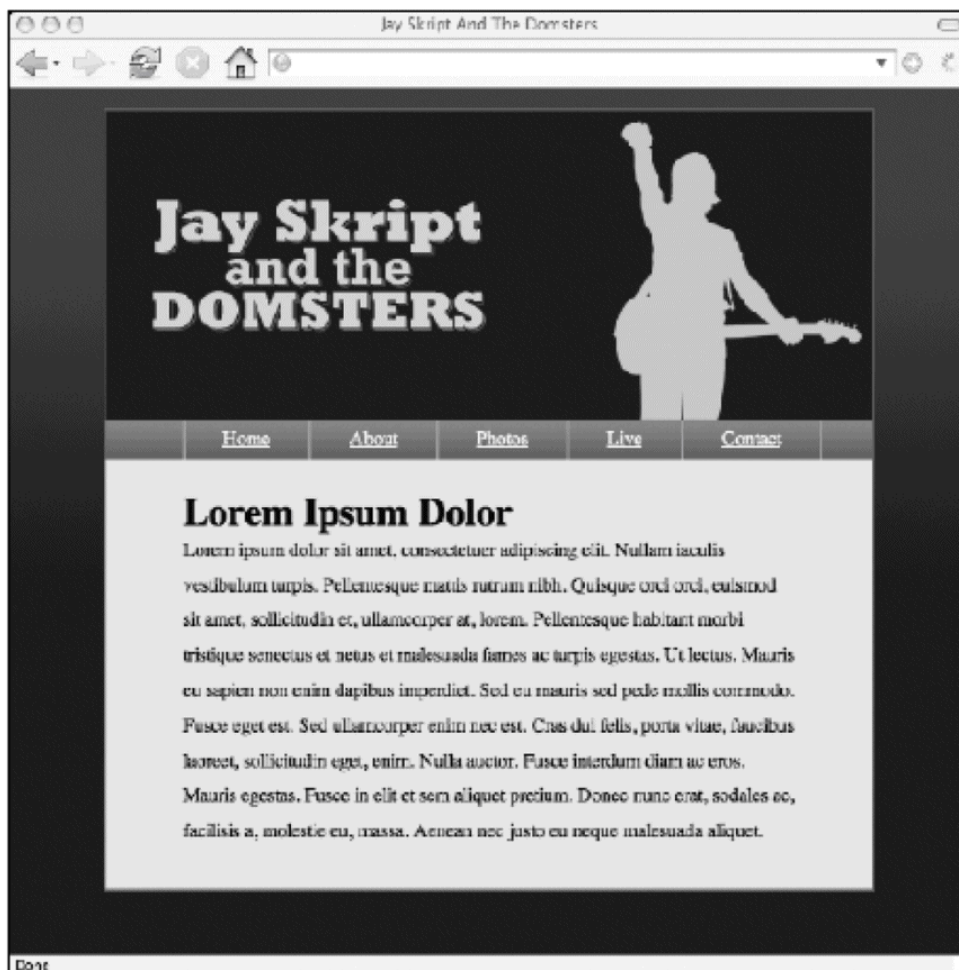 Jay Skript And The Domsters
Jay Skript
and the
DOMSTERS
Home About Photos Live Contact
Lorem Ipsum Dolor
Lorem ipsum dolor sit amet, consectetuer adipiscing elit. Nullam iaculis
vestibulum turpis. Pellentesque mattis rutrum nibh. Quisque orci orci, euismod
sit amet, sollicitudin et, ullamcorper at, lorem. Pellentesque habitant morbi
tristique senectus et netus et malesuada fames ac turpis egestas. Ut lectus. Mauris
eu sapien non enim dapibus imperdiet. Sed eu mauris sed pede mollis commodo.
Fusce eget est. Sed ullamcorper enim nec est. Cras dui felis, porta vitae, faucibus
laoreet, sollicitudin eget, enim. Nulla auctor. Fusce interdum diam ac eros.
Mauris egestas. Fusce in elit et sem aliquet pretium. Donec nunc erat, sodales ac,
facilisis a, molestie eu, massa. Aenean nec justo eu neque malesuada aliquet.
Done